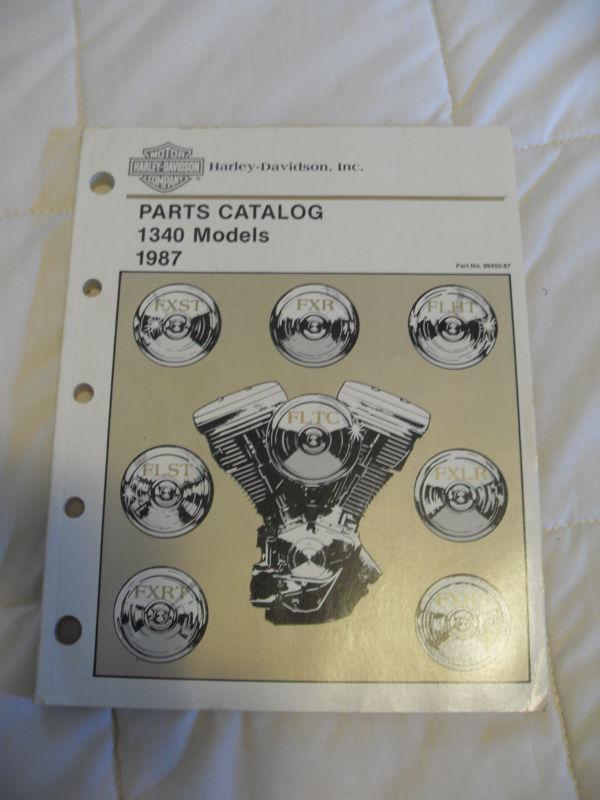 MOTOR
HARLEY-DAVIDSON
COMPANY
Harley-Davidson, Inc.
PARTS CATALOG
1340 Models
1987
Part No. 99450-87
FXST
FXR
FLHT
FLTC
FLST
FXLR
FXRT